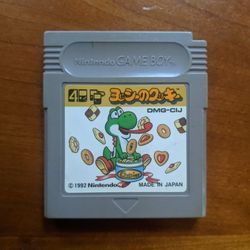 Nintendo GAME BOY
ヨッシーのクッキー
DMG-CIJ
Cookies
© 1992 Nintendo
MADE IN JAPAN